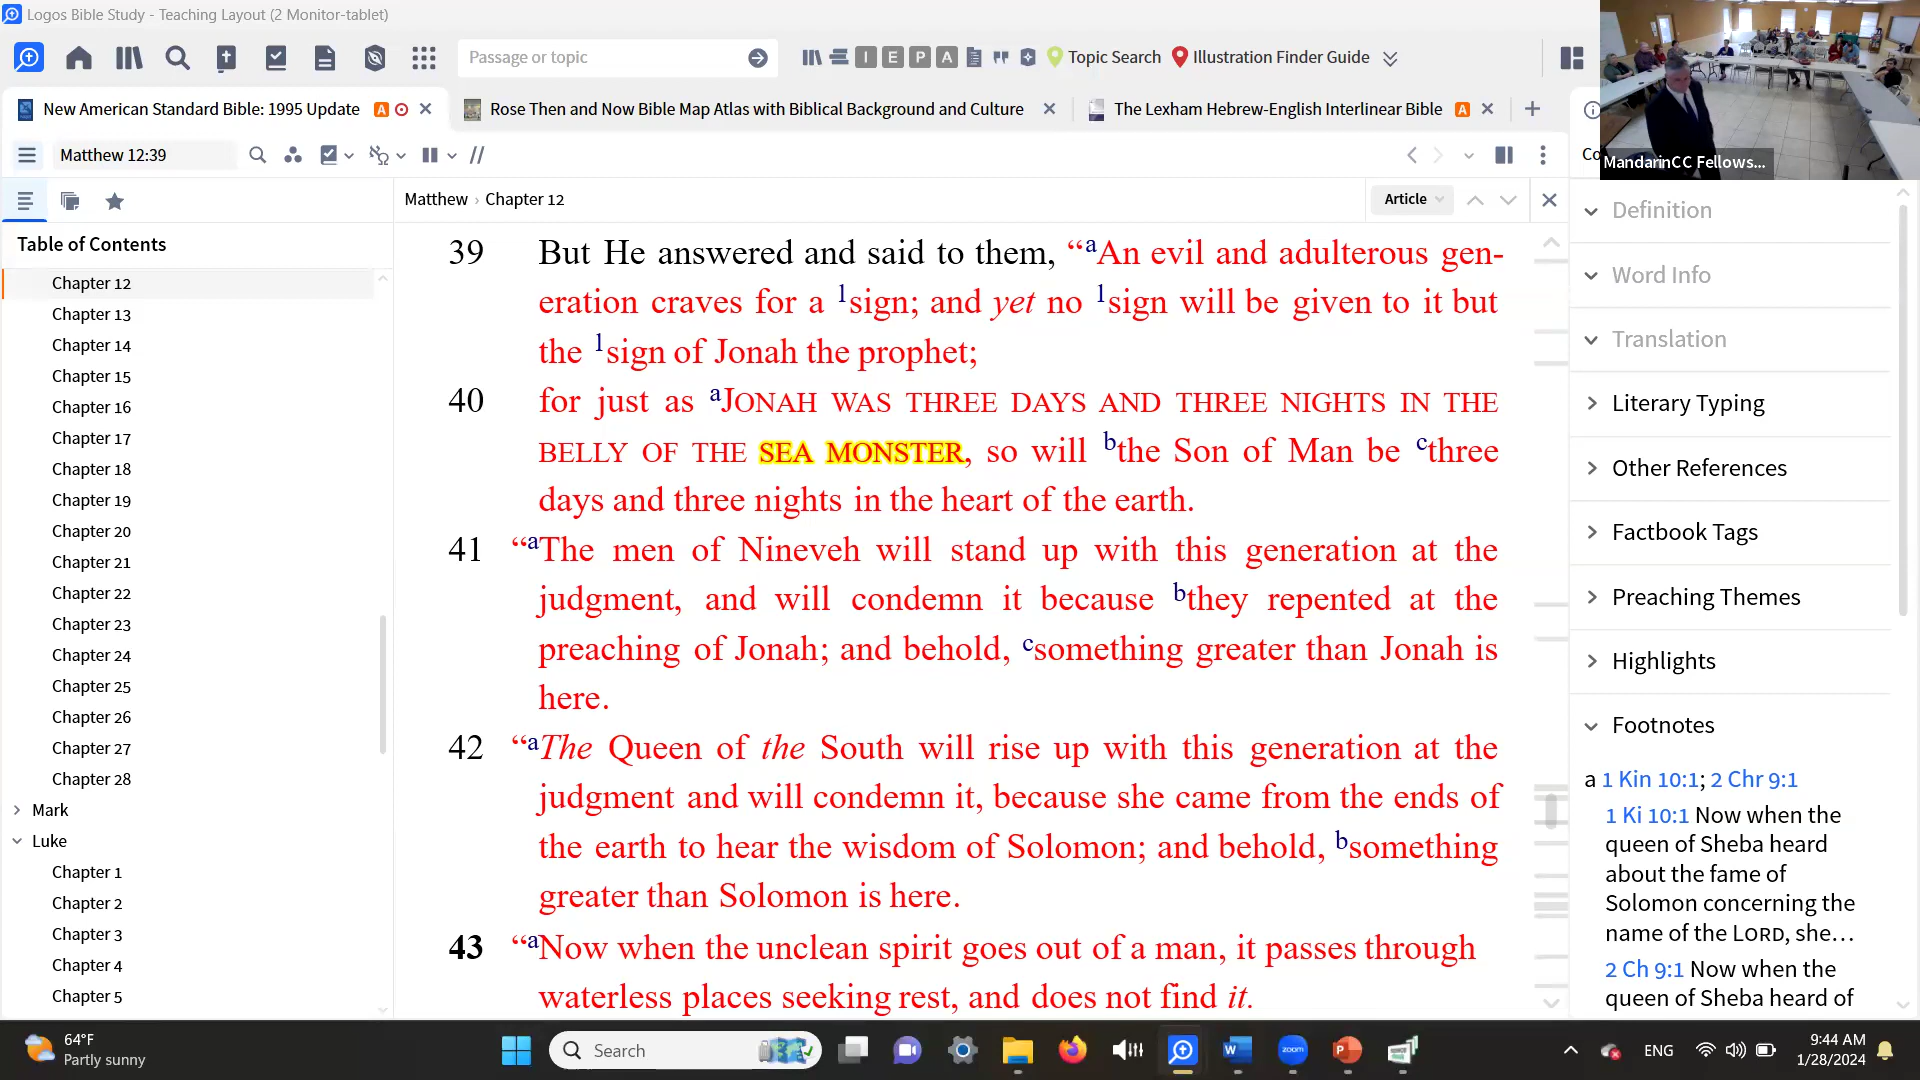 Logos Bible Study - Teaching Layout (2 Monitor-tablet)
Passage or topic
I E P A
Topic Search
Illustration Finder Guide
New American Standard Bible: 1995 Update A
Rose Then and Now Bible Map Atlas with Biblical Background and Culture
The Lexham Hebrew-English Interlinear Bible A
Matthew 12:39
Co
MandarinCC Fellows...
Matthew › Chapter 12
Article
Table of Contents
Chapter 12
Chapter 13
Chapter 14
Chapter 15
Chapter 16
Chapter 17
Chapter 18
Chapter 19
Chapter 20
Chapter 21
Chapter 22
Chapter 23
Chapter 24
Chapter 25
Chapter 26
Chapter 27
Chapter 28
Mark
Luke
Chapter 1
Chapter 2
Chapter 3
Chapter 4
Chapter 5
39 But He answered and said to them, “aAn evil and adulterous gen-
eration craves for a 1sign; and yet no 1sign will be given to it but
the 1sign of Jonah the prophet;
40 for just as aJONAH WAS THREE DAYS AND THREE NIGHTS IN THE
BELLY OF THE SEA MONSTER, so will bthe Son of Man be cthree
days and three nights in the heart of the earth.
41 “aThe men of Nineveh will stand up with this generation at the
judgment, and will condemn it because bthey repented at the
preaching of Jonah; and behold, csomething greater than Jonah is
here.
42 “aThe Queen of the South will rise up with this generation at the
judgment and will condemn it, because she came from the ends of
the earth to hear the wisdom of Solomon; and behold, bsomething
greater than Solomon is here.
43 “aNow when the unclean spirit goes out of a man, it passes through
waterless places seeking rest, and does not find it.
Definition
Word Info
Translation
Literary Typing
Other References
Factbook Tags
Preaching Themes
Highlights
Footnotes
a 1 Kin 10:1; 2 Chr 9:1
1 Ki 10:1 Now when the
queen of Sheba heard
about the fame of
Solomon concerning the
name of the LORD, she…
2 Ch 9:1 Now when the
queen of Sheba heard of
64°F
Partly sunny
Search
zoom
ENG
9:44 AM
1/28/2024